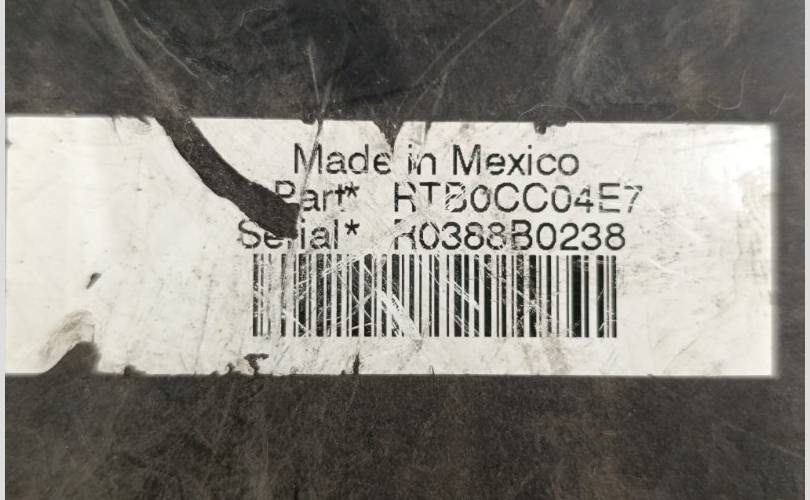 Made in Mexico
Part* RTB0CC04E7
Serial* R0388B0238